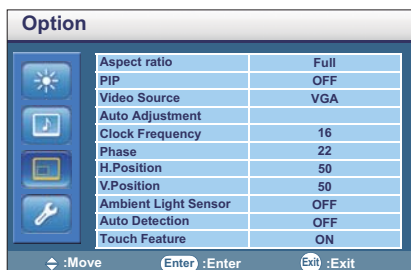 Option
Aspect ratio Full
PIP OFF
Video Source VGA
Auto Adjustment
Clock Frequency 16
Phase 22
H.Position 50
V.Position 50
Ambient Light Sensor OFF
Auto Detection OFF
Touch Feature ON
:Move Enter :Enter Exit :Exit